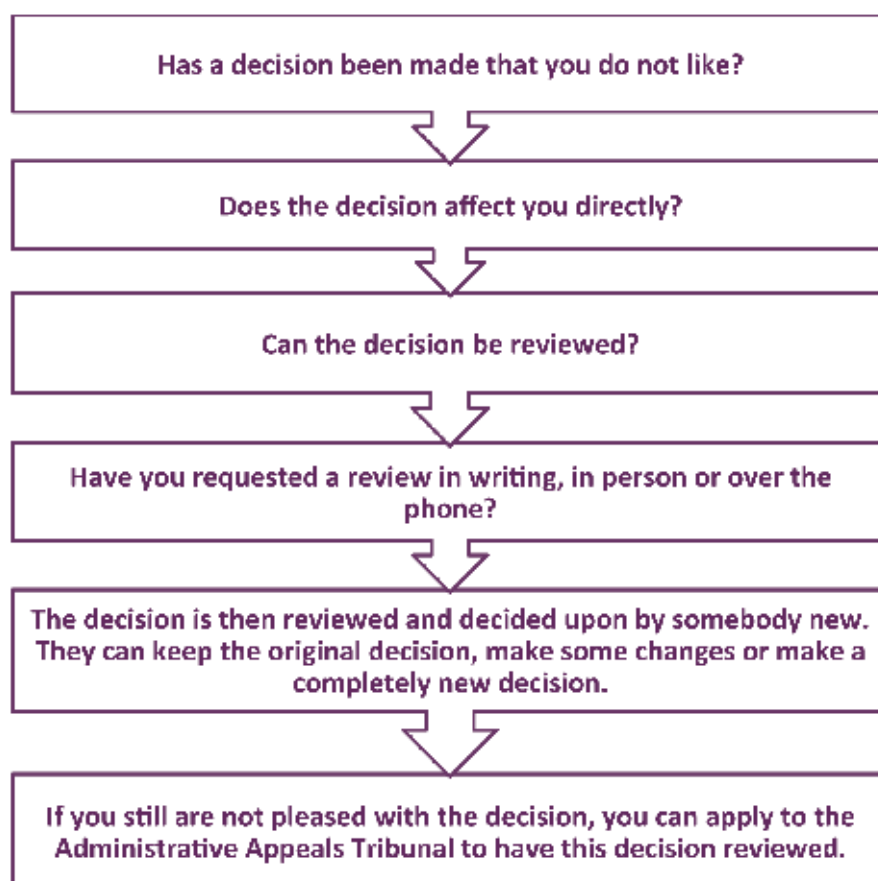 Has a decision been made that you do not like?
Does the decision affect you directly?
Can the decision be reviewed?
Have you requested a review in writing, in person or over the
phone?
The decision is then reviewed and decided upon by somebody new.
They can keep the original decision, make some changes or make a
completely new decision.
If you still are not pleased with the decision, you can apply to the
Administrative Appeals Tribunal to have this decision reviewed.